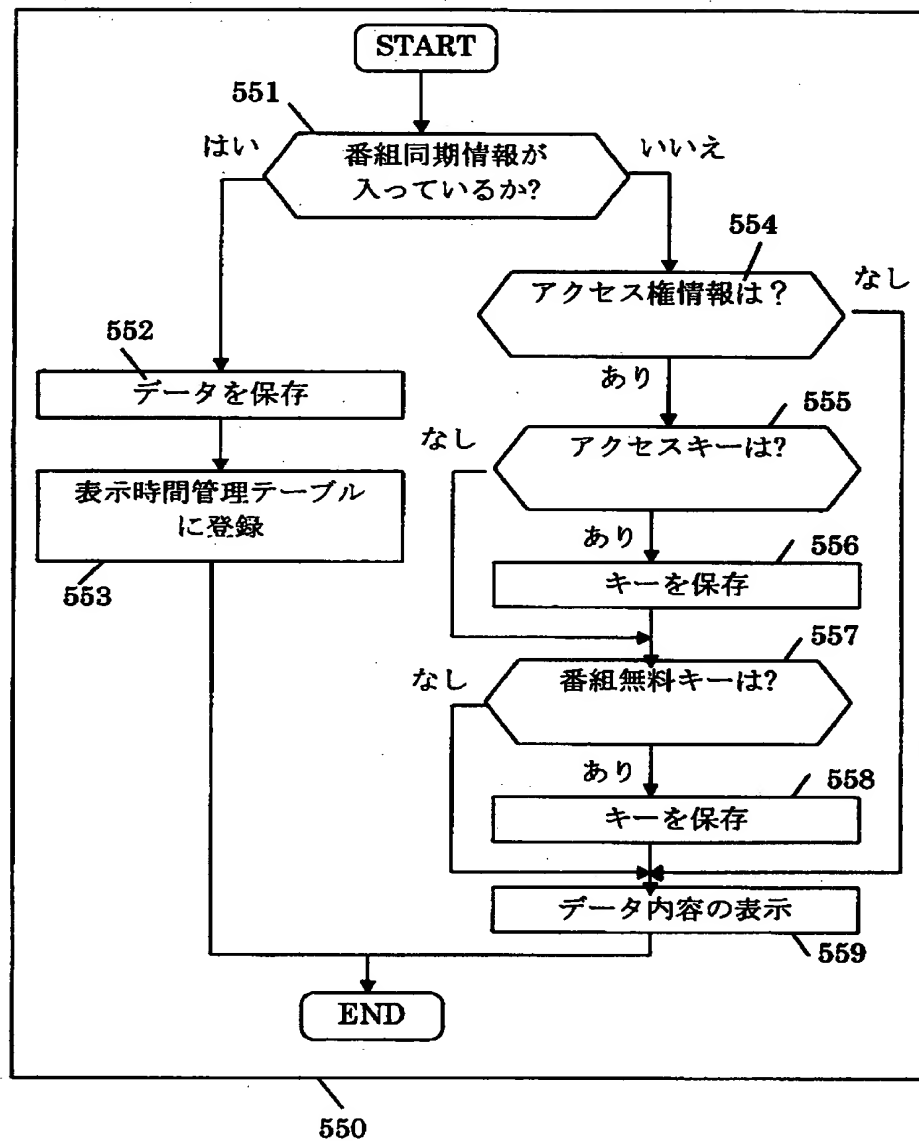 START
551
はい
番組同期情報が
入っているか?
いいえ
554
アクセス権情報は？
なし
552
データを保存
あり
555
なし
アクセスキーは?
表示時間管理テーブル
に登録
553
あり
556
キーを保存
557
なし
番組無料キーは?
あり
558
キーを保存
データ内容の表示
559
END
550